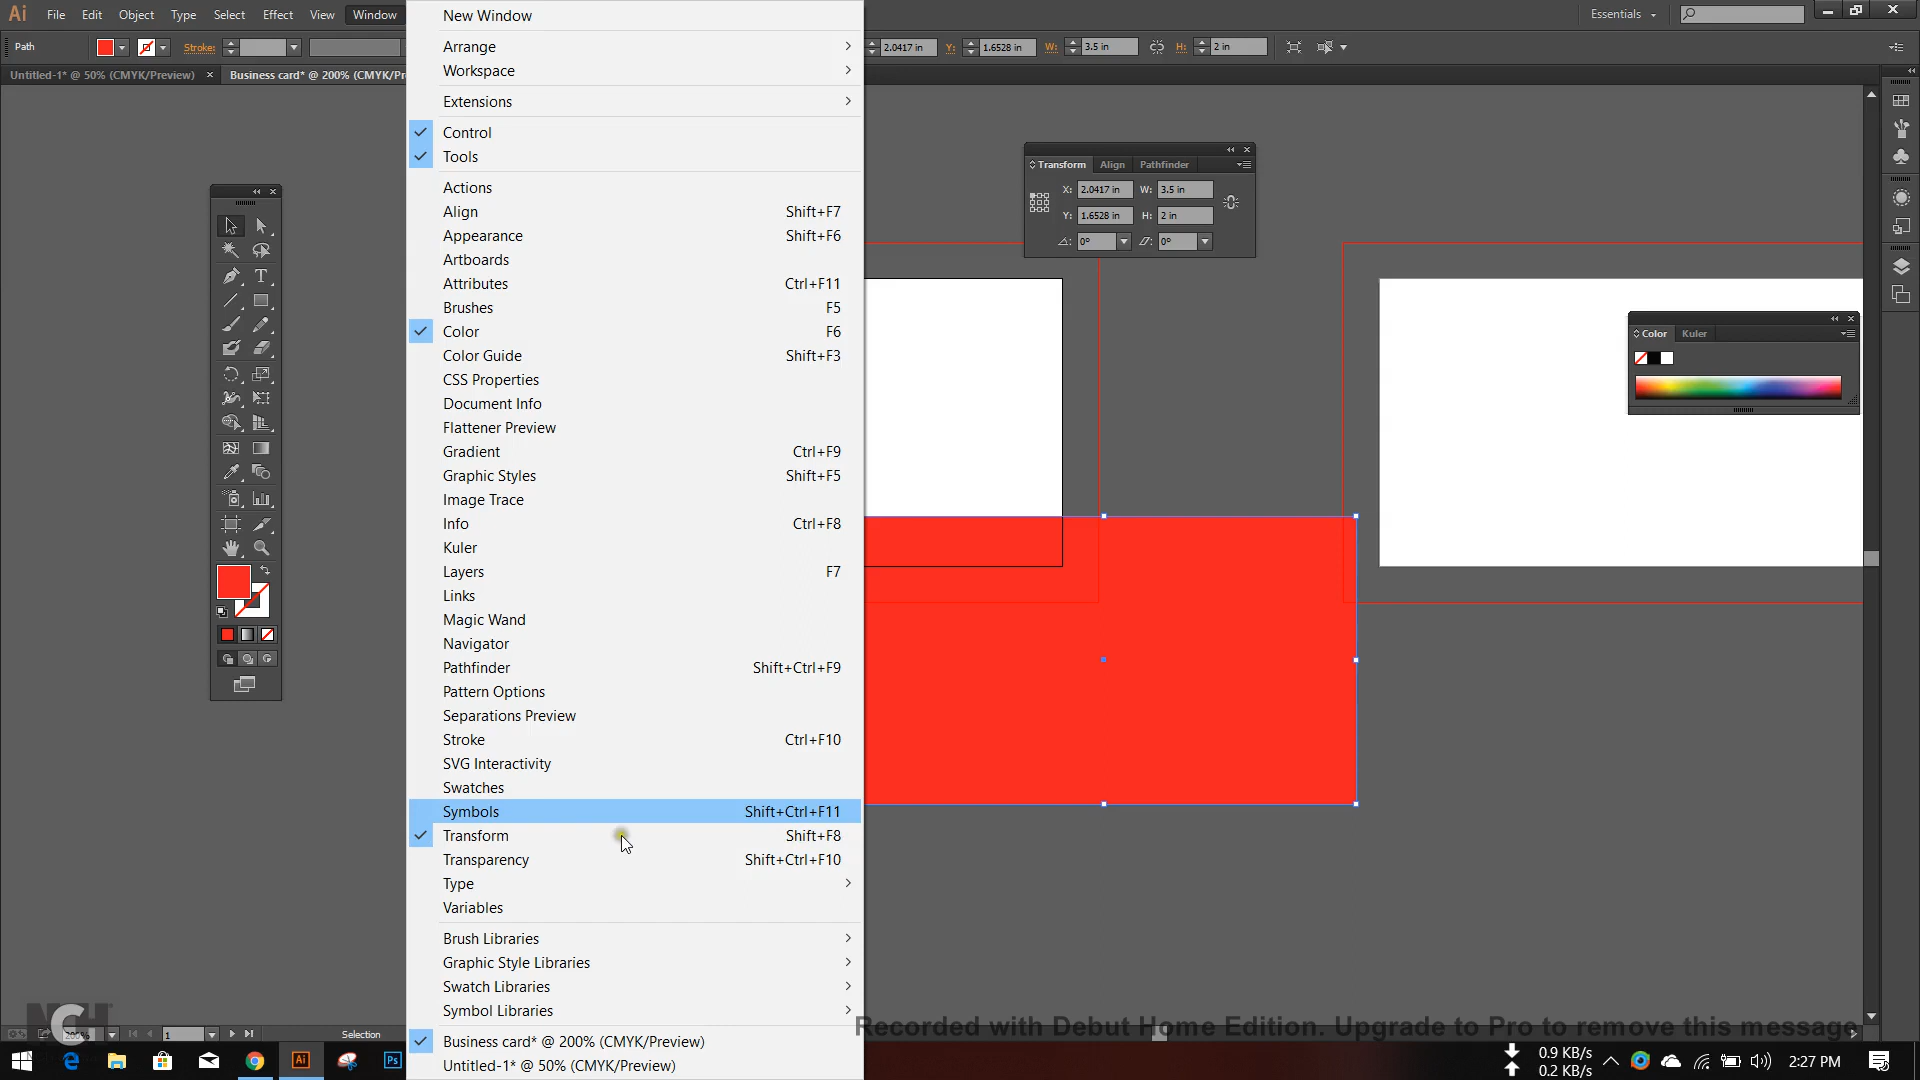 Ai File Edit Object Type Select Effect View Window Essentials
Path Stroke: 2.0417 in Y: 1.6528 in W: 3.5 in H: 2 in
Untitled-1* @ 50% (CMYK/Preview) × Business card* @ 200% (CMYK/Pre
New Window
Arrange
Workspace
Extensions
Control
Tools
Actions
Align Shift+F7
Appearance Shift+F6
Artboards
Attributes Ctrl+F11
Brushes F5
Color F6
Color Guide Shift+F3
CSS Properties
Document Info
Flattener Preview
Gradient Ctrl+F9
Graphic Styles Shift+F5
Image Trace
Info Ctrl+F8
Kuler
Layers F7
Links
Magic Wand
Navigator
Pathfinder Shift+Ctrl+F9
Pattern Options
Separations Preview
Stroke Ctrl+F10
SVG Interactivity
Swatches
Symbols Shift+Ctrl+F11
Transform Shift+F8
Transparency Shift+Ctrl+F10
Type
Variables
Brush Libraries
Graphic Style Libraries
Swatch Libraries
Symbol Libraries
Business card* @ 200% (CMYK/Preview)
Untitled-1* @ 50% (CMYK/Preview)
Transform Align Pathfinder
X: 2.0417 in W: 3.5 in
Y: 1.6528 in H: 2 in
0° 0°
Color Kuler
T
NCH
200% 1 Selection
Recorded with Debut Home Edition. Upgrade to Pro to remove this message
Ai Ps
0.9 KB/s
0.2 KB/s
2:27 PM